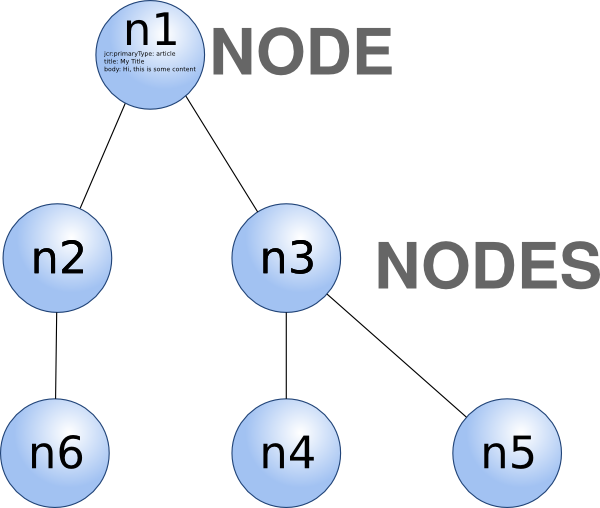 n1
jcr:primaryType: article
title: My Title
body: Hi, this is some content
NODE
n2
n3
NODES
n6
n4
n5